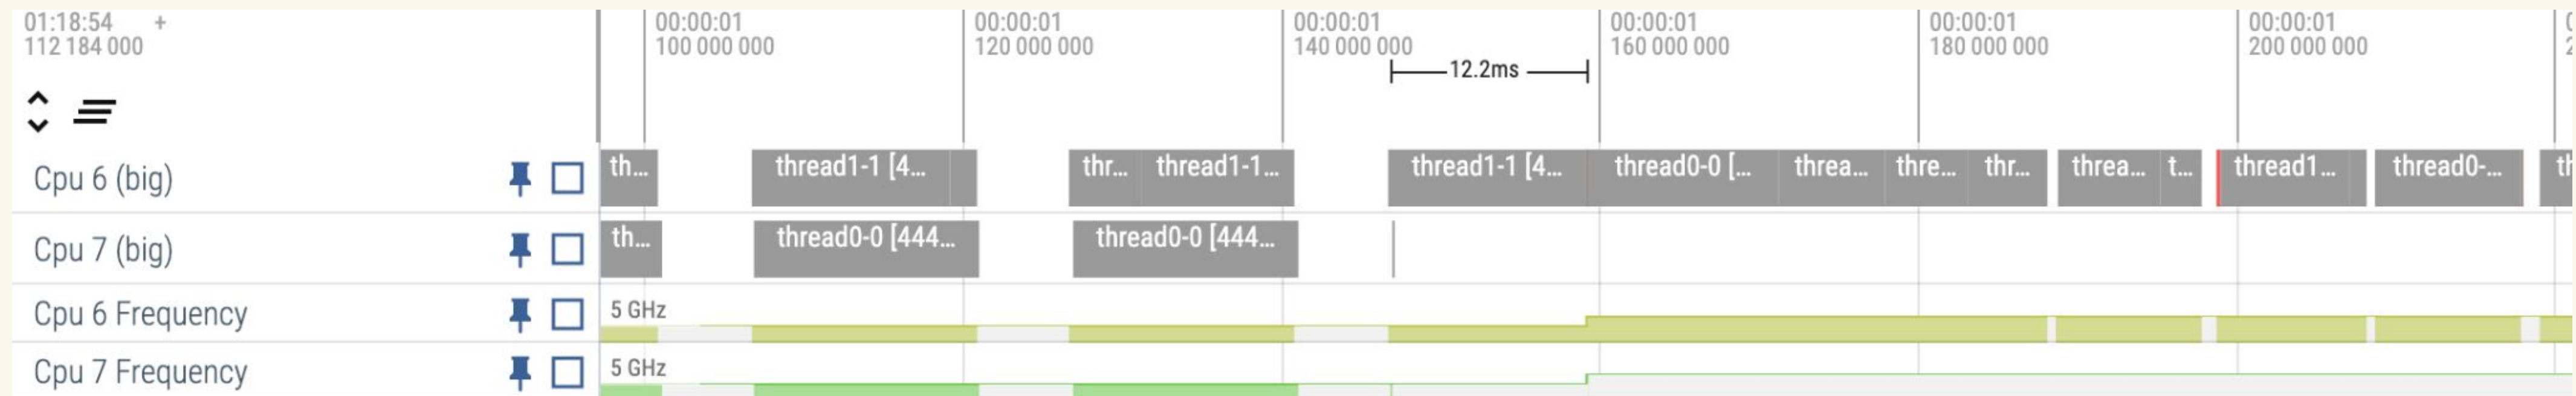 01:18:54 +
112 184 000
00:00:01
100 000 000
00:00:01
120 000 000
00:00:01
140 000 000
00:00:01
160 000 000
00:00:01
180 000 000
00:00:01
200 000 000
12.2ms
Cpu 6 (big)
th... thread1-1 [4... thr... thread1-1... thread1-1 [4... thread0-0 [... threa... thre... thr... threa... t... thread1... thread0-... th
Cpu 7 (big)
th... thread0-0 [444... thread0-0 [444...
Cpu 6 Frequency
5 GHz
Cpu 7 Frequency
5 GHz